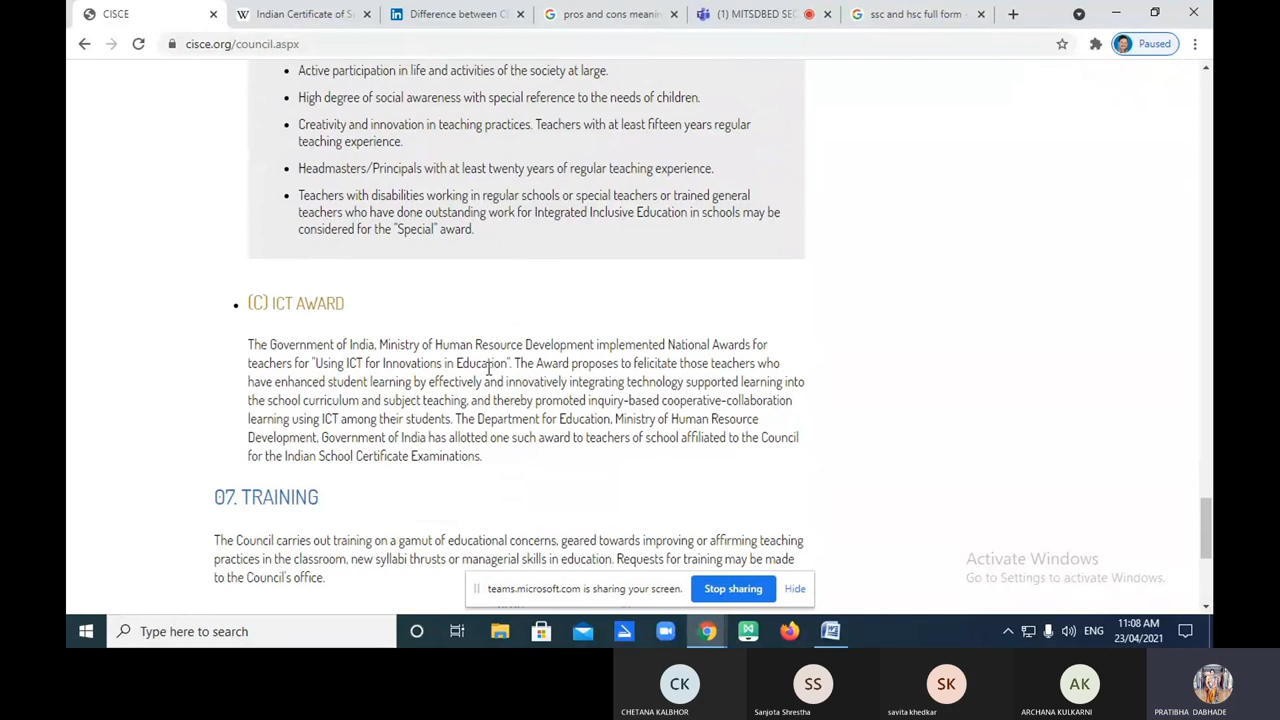 CISCE
Indian Certificate of S
Difference between C
pros and cons meanin
(1) MITSDBED SEC
ssc and hsc full form -
cisce.org/council.aspx
Paused
Active participation in life and activities of the society at large.
High degree of social awareness with special reference to the needs of children.
Creativity and innovation in teaching practices. Teachers with at least fifteen years regular
teaching experience.
Headmasters/Principals with at least twenty years of regular teaching experience.
Teachers with disabilities working in regular schools or special teachers or trained general
teachers who have done outstanding work for Integrated Inclusive Education in schools may be
considered for the "Special" award.
(C) ICT AWARD
The Government of India, Ministry of Human Resource Development implemented National Awards for
teachers for "Using ICT for Innovations in Education". The Award proposes to felicitate those teachers who
have enhanced student learning by effectively and innovatively integrating technology supported learning into
the school curriculum and subject teaching, and thereby promoted inquiry-based cooperative-collaboration
learning using ICT among their students. The Department for Education, Ministry of Human Resource
Development, Government of India has allotted one such award to teachers of school affiliated to the Council
for the Indian School Certificate Examinations.
07. TRAINING
The Council carries out training on a gamut of educational concerns, geared towards improving or affirming teaching
practices in the classroom, new syllabi thrusts or managerial skills in education. Requests for training may be made
to the Council's office.
teams.microsoft.com is sharing your screen.
Stop sharing
Hide
Activate Windows
Go to Settings to activate Windows.
Type here to search
ENG
11:08 AM
23/04/2021
CK
SS
SK
AK
CHETANA KALBHOR
Sanjota Shrestha
savita khedkar
ARCHANA KULKARNI
PRATIBHA DABHADE